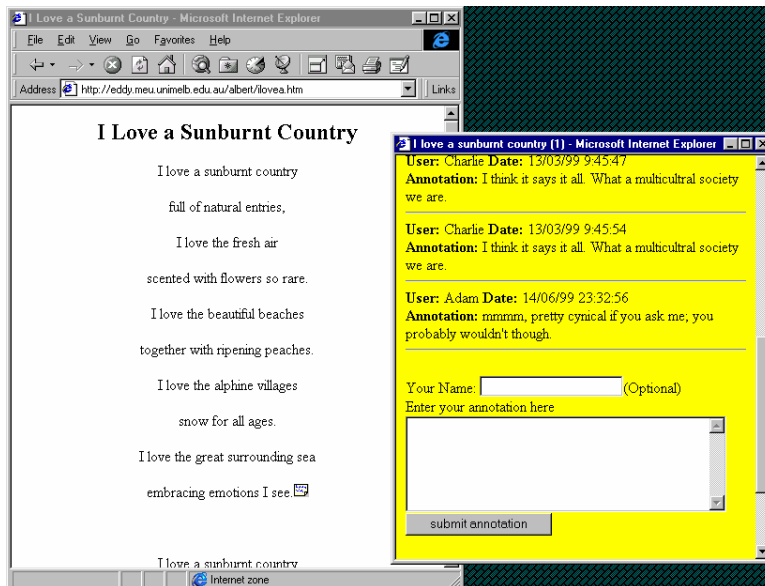 I Love a Sunburnt Country - Microsoft Internet Explorer
File Edit View Go Favorites Help
Address http://eddy.meu.unimelb.edu.au/albert/ilovea.htm Links
I Love a Sunburnt Country
I love a sunburnt country
full of natural entries,
I love the fresh air
scented with flowers so rare.
I love the beautiful beaches
together with ripening peaches.
I love the alphine villages
snow for all ages.
I love the great surrounding sea
embracing emotions I see.
I love a sunburnt country
Internet zone
I love a sunburnt country (1) - Microsoft Internet Explorer
User: Charlie Date: 13/03/99 9:45:47
Annotation: I think it says it all. What a multicultral society
we are.
User: Charlie Date: 13/03/99 9:45:54
Annotation: I think it says it all. What a multicultral society
we are.
User: Adam Date: 14/06/99 23:32:56
Annotation: mmmm, pretty cynical if you ask me; you
probably wouldn't though.
Your Name: (Optional)
Enter your annotation here
submit annotation